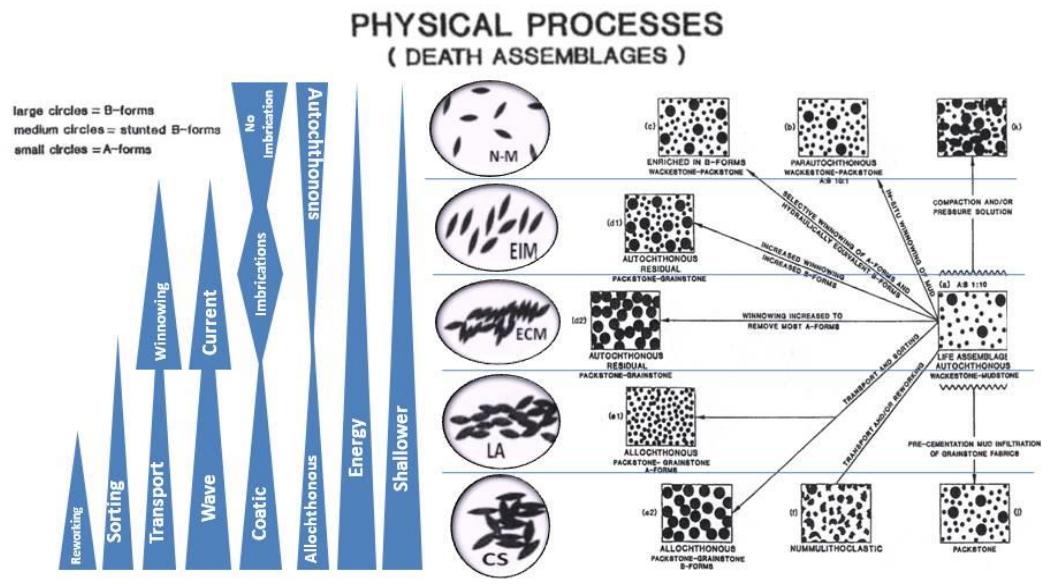 PHYSICAL PROCESSES
( DEATH ASSEMBLAGES )
large circles = B-forms
medium circles = stunted B-forms
small circles = A-forms
Reworking
Sorting
Transport
Winnowing
Wave
Current
Coatic
Imbrications
No
Imbrication
Allochthonous
Autochthonous
Energy
Shallower
N-M
EIM
ECM
LA
CS
(c)
ENRICHED IN B-FORMS
WACKESTONE-PACKSTONE
(b)
PARAUTOCHTHONOUS
WACKESTONE-PACKSTONE
A:B 10:1
(k)
COMPACTION AND/OR
PRESSURE SOLUTION
(d1)
AUTOCHTHONOUS
RESIDUAL
PACKSTONE-GRAINSTONE
SELECTIVE WINNOWING OF A-FORMS AND
HYDRAULICALLY EQUIVALENT B-FORMS
IN-SITU WINNOWING OF MUD
INCREASED WINNOWING
INCREASED B-FORMS
(a) A:B 1:10
LIFE ASSEMBLAGE
AUTOCHTHONOUS
WACKESTONE-MUDSTONE
(d2)
WINNOWING INCREASED TO
REMOVE MOST A-FORMS
AUTOCHTHONOUS
RESIDUAL
PACKSTONE-GRAINSTONE
TRANSPORT AND SORTING
TRANSPORT AND/OR REWORKING
(e1)
ALLOCHTHONOUS
PACKSTONE- GRAINSTONE
A-FORMS
PRE-CEMENTATION MUD INFILTRATION
OF GRAINSTONE FABRICS
(e2)
ALLOCHTHONOUS
PACKSTONE-GRAINSTONE
B-FORMS
(f)
NUMMULITHOCLASTIC
(j)
PACKSTONE